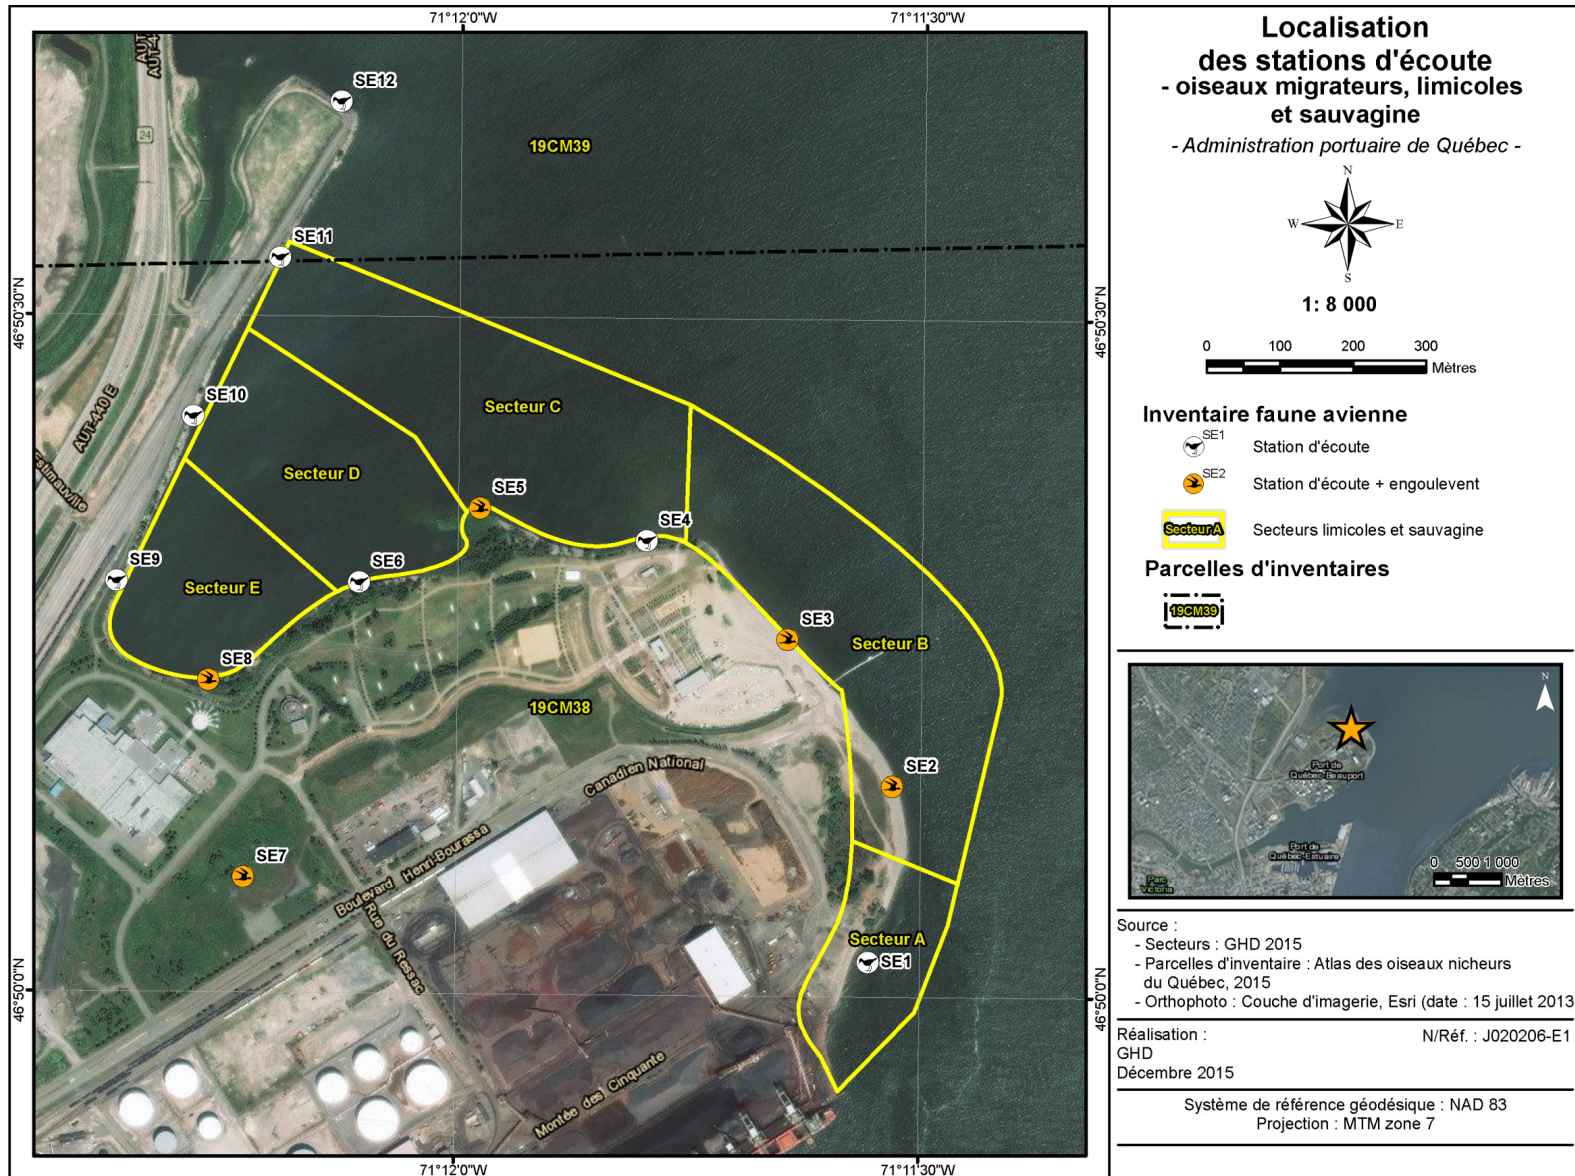 71°12'0"W
71°11'30"W
46°50'30"N
46°50'0"N
46°50'30"N
46°50'0"N
71°12'0"W
71°11'30"W
AUT-4
24
AUT-440 E
Estimauville
SE12
19CM39
SE11
SE10
Secteur C
Secteur D
SE5
SE4
SE9
SE6
Secteur E
SE3
Secteur B
SE8
19CM38
SE2
Canadien National
SE7
Boulevard Henri-Bourassa
Rue du Ressac
Secteur A
SE1
Montée des Cinquante
Localisation
des stations d'écoute
- oiseaux migrateurs, limicoles
et sauvagine
- Administration portuaire de Québec -
N
W E
S
1: 8 000
0 100 200 300
Mètres
Inventaire faune avienne
SE1
Station d'écoute
SE2
Station d'écoute + engoulevent
Secteur A
Secteurs limicoles et sauvagine
Parcelles d'inventaires
19CM39
N
Port de
Québec-Beauport
Port de
Québec-Estuaire
Parc
Victoria
0 500 1 000
Mètres
Source :
- Secteurs : GHD 2015
- Parcelles d'inventaire : Atlas des oiseaux nicheurs
du Québec, 2015
- Orthophoto : Couche d'imagerie, Esri (date : 15 juillet 2013
Réalisation :
N/Réf. : J020206-E1
GHD
Décembre 2015
Système de référence géodésique : NAD 83
Projection : MTM zone 7